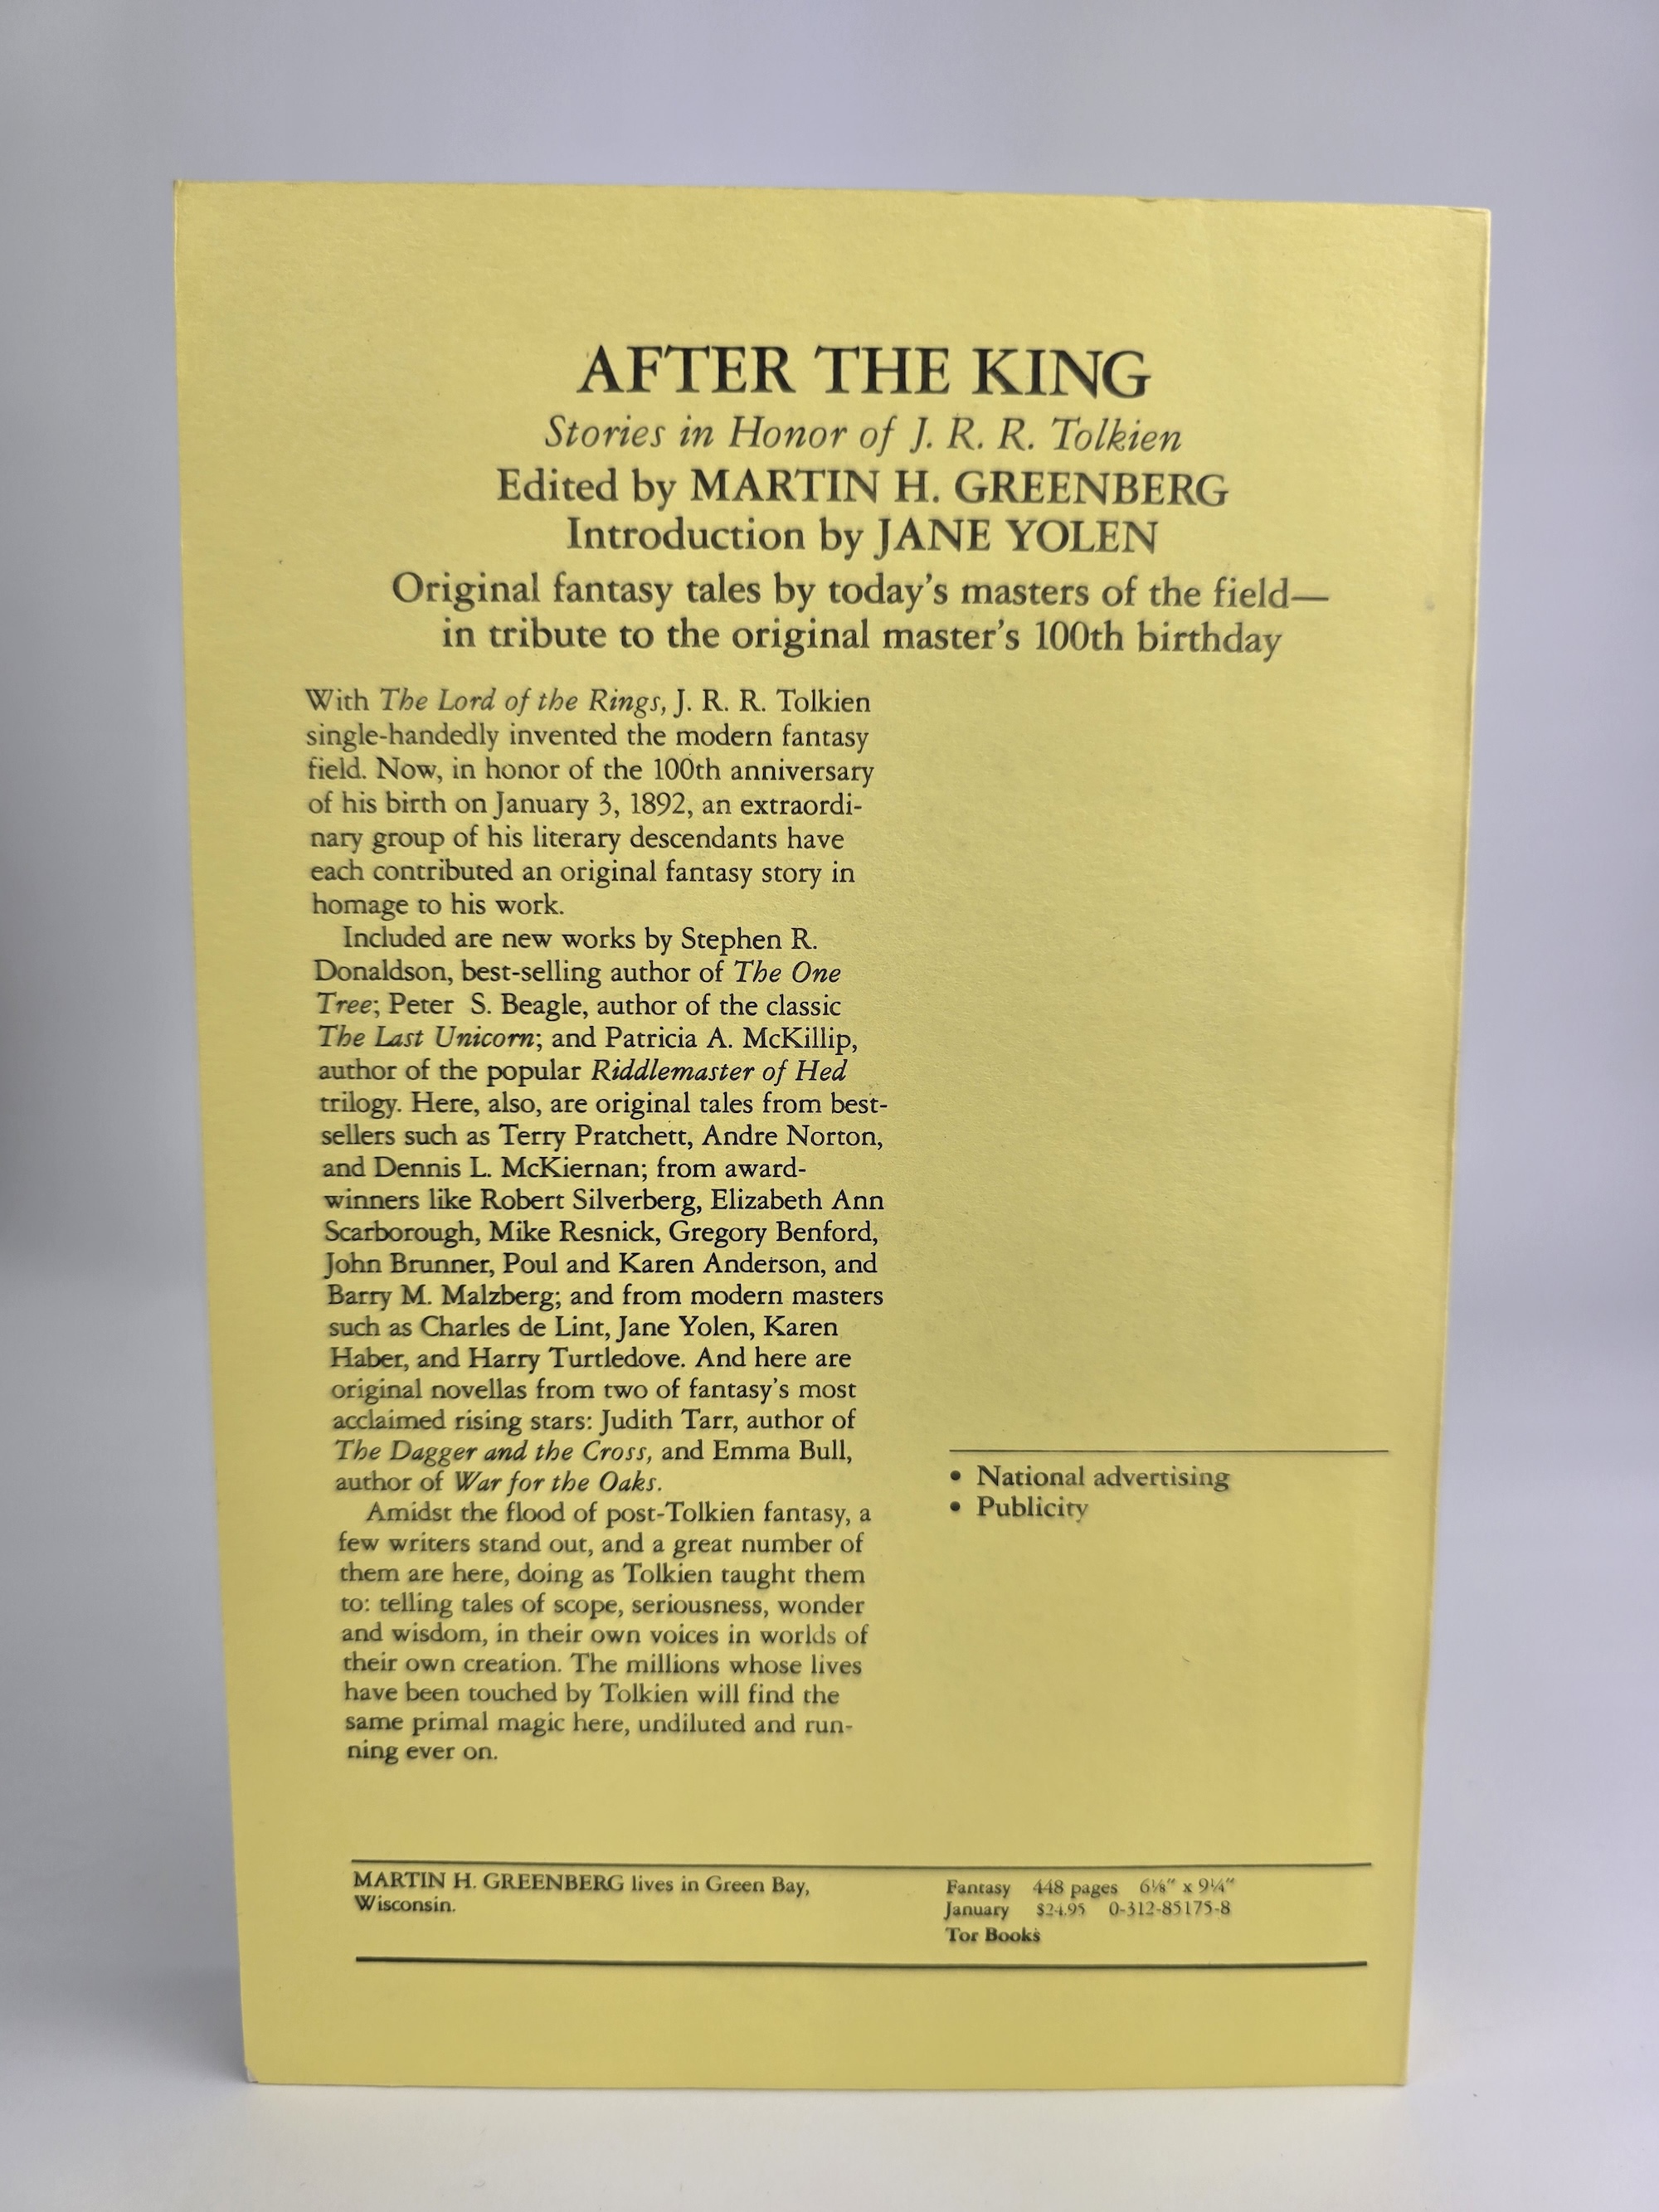 AFTER THE KING
Stories in Honor of J. R. R. Tolkien
Edited by MARTIN H. GREENBERG
Introduction by JANE YOLEN
Original fantasy tales by today's masters of the field—
in tribute to the original master's 100th birthday
With The Lord of the Rings, J. R. R. Tolkien
single-handedly invented the modern fantasy
field. Now, in honor of the 100th anniversary
of his birth on January 3, 1892, an extraordi-
nary group of his literary descendants have
each contributed an original fantasy story in
homage to his work.
Included are new works by Stephen R.
Donaldson, best-selling author of The One
Tree; Peter S. Beagle, author of the classic
The Last Unicorn; and Patricia A. McKillip,
author of the popular Riddlemaster of Hed
trilogy. Here, also, are original tales from best-
sellers such as Terry Pratchett, Andre Norton,
and Dennis L. McKiernan; from award-
winners like Robert Silverberg, Elizabeth Ann
Scarborough, Mike Resnick, Gregory Benford,
John Brunner, Poul and Karen Anderson, and
Barry M. Malzberg; and from modern masters
such as Charles de Lint, Jane Yolen, Karen
Haber, and Harry Turtledove. And here are
original novellas from two of fantasy's most
acclaimed rising stars: Judith Tarr, author of
The Dagger and the Cross, and Emma Bull,
author of War for the Oaks.
Amidst the flood of post-Tolkien fantasy, a
few writers stand out, and a great number of
them are here, doing as Tolkien taught them
to: telling tales of scope, seriousness, wonder
and wisdom, in their own voices in worlds of
their own creation. The millions whose lives
have been touched by Tolkien will find the
same primal magic here, undiluted and run-
ning ever on.
• National advertising
• Publicity
MARTIN H. GREENBERG lives in Green Bay,
Wisconsin.
Fantasy 448 pages 6⅛" x 9¼"
January $24.95 0-312-85175-8
Tor Books